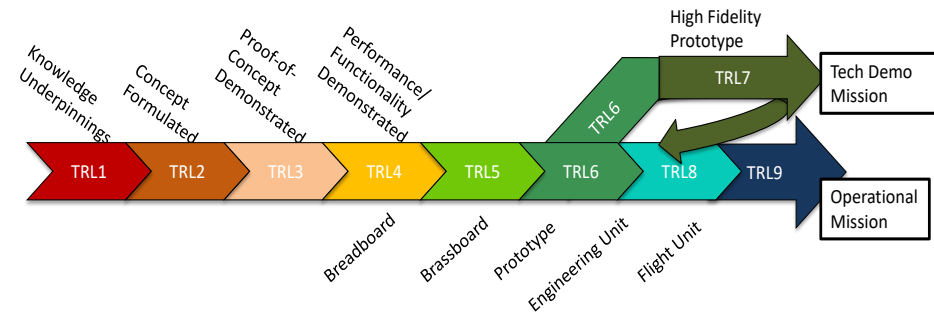 High Fidelity
Prototype
Knowledge
Underpinnings
Concept
Formulated
Proof-of-
Concept
Demonstrated
Performance/
Functionality
Demonstrated
TRL6
TRL7
Tech Demo
Mission
TRL1
TRL2
TRL3
TRL4
TRL5
TRL6
TRL8
TRL9
Operational
Mission
Breadboard
Brassboard
Prototype
Engineering Unit
Flight Unit